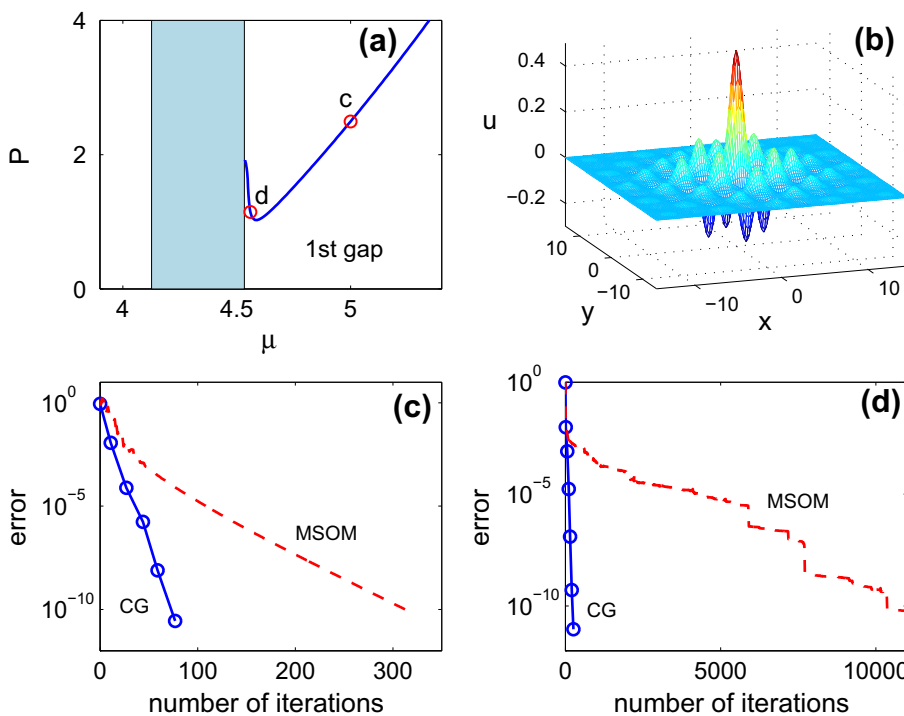 (a)
P
4
2
0
c
d
1st gap
4
4.5
5
μ
(b)
u
0.4
0.2
0
−0.2
10
0
−10
y
−10
0
10
x
(c)
error
10^0
10^−5
10^−10
MSOM
CG
0
100
200
300
number of iterations
(d)
error
10^0
10^−5
10^−10
MSOM
CG
0
5000
10000
number of iterations